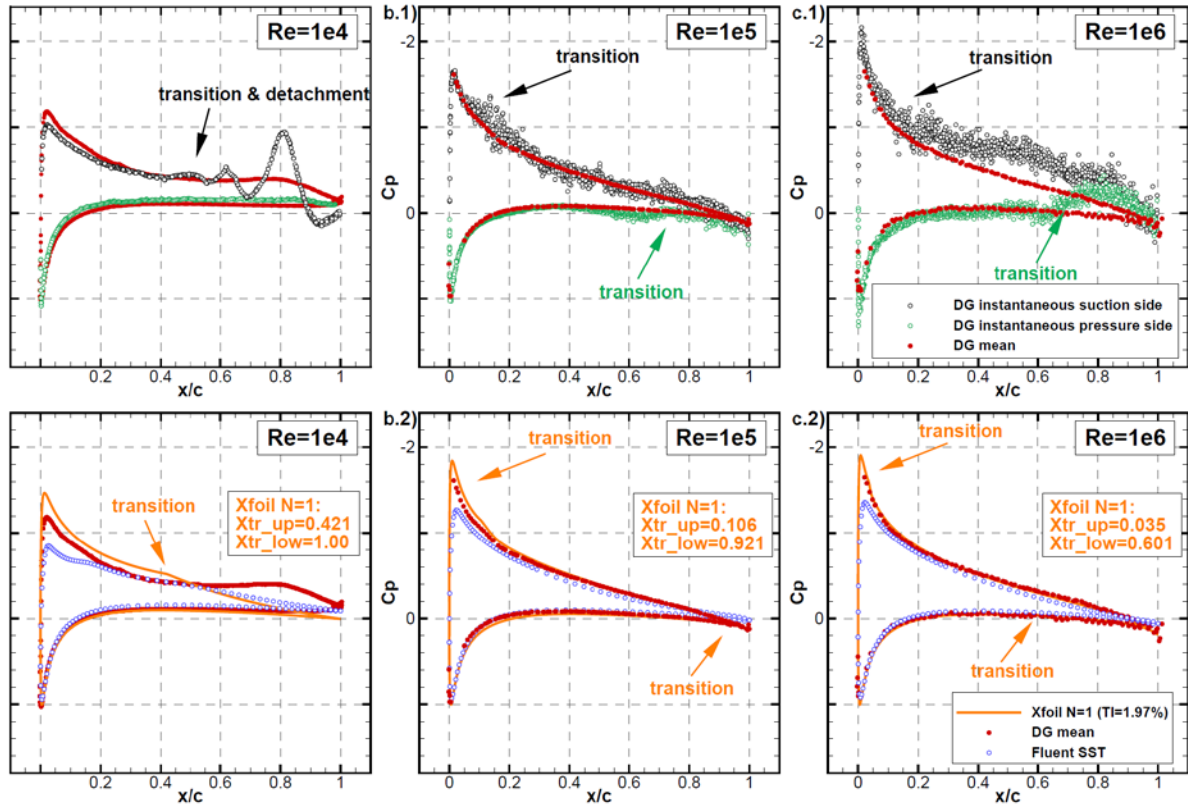 b.1)
c.1)
Re=1e4
Re=1e5
Re=1e6
-2
-2
transition
transition
transition & detachment
Cp
Cp
0
0
transition
transition
DG instantaneous suction side
DG instantaneous pressure side
DG mean
0.2 0.4 0.6 0.8 1
0 0.2 0.4 0.6 0.8 1
0 0.2 0.4 0.6 0.8 1
x/c
x/c
x/c
b.2)
c.2)
Re=1e4
Re=1e5
Re=1e6
-2
-2
transition
transition
transition
Xfoil N=1:
Xtr_up=0.421
Xtr_low=1.00
Xfoil N=1:
Xtr_up=0.106
Xtr_low=0.921
Xfoil N=1:
Xtr_up=0.035
Xtr_low=0.601
Cp
Cp
0
0
transition
transition
Xfoil N=1 (TI=1.97%)
DG mean
Fluent SST
0.2 0.4 0.6 0.8 1
0 0.2 0.4 0.6 0.8 1
0 0.2 0.4 0.6 0.8 1
x/c
x/c
x/c